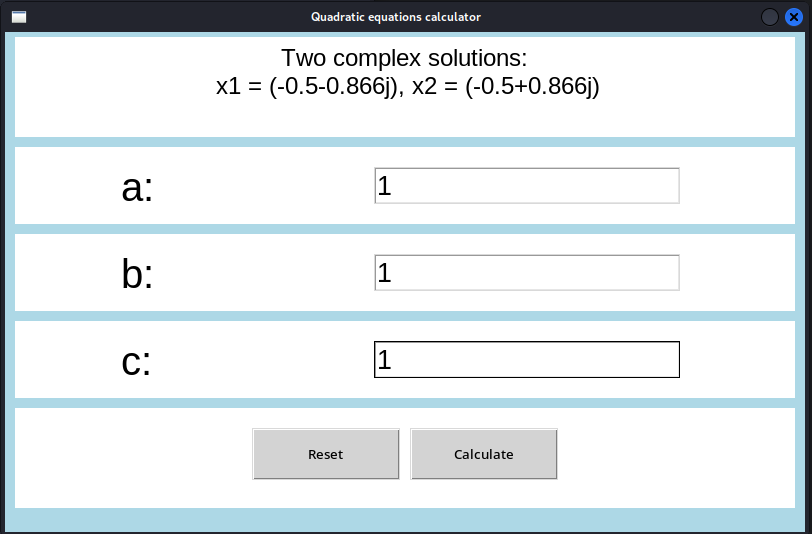 Quadratic equations calculator
Two complex solutions:
x1 = (-0.5-0.866j), x2 = (-0.5+0.866j)
a: 1
b: 1
c: 1
Reset Calculate